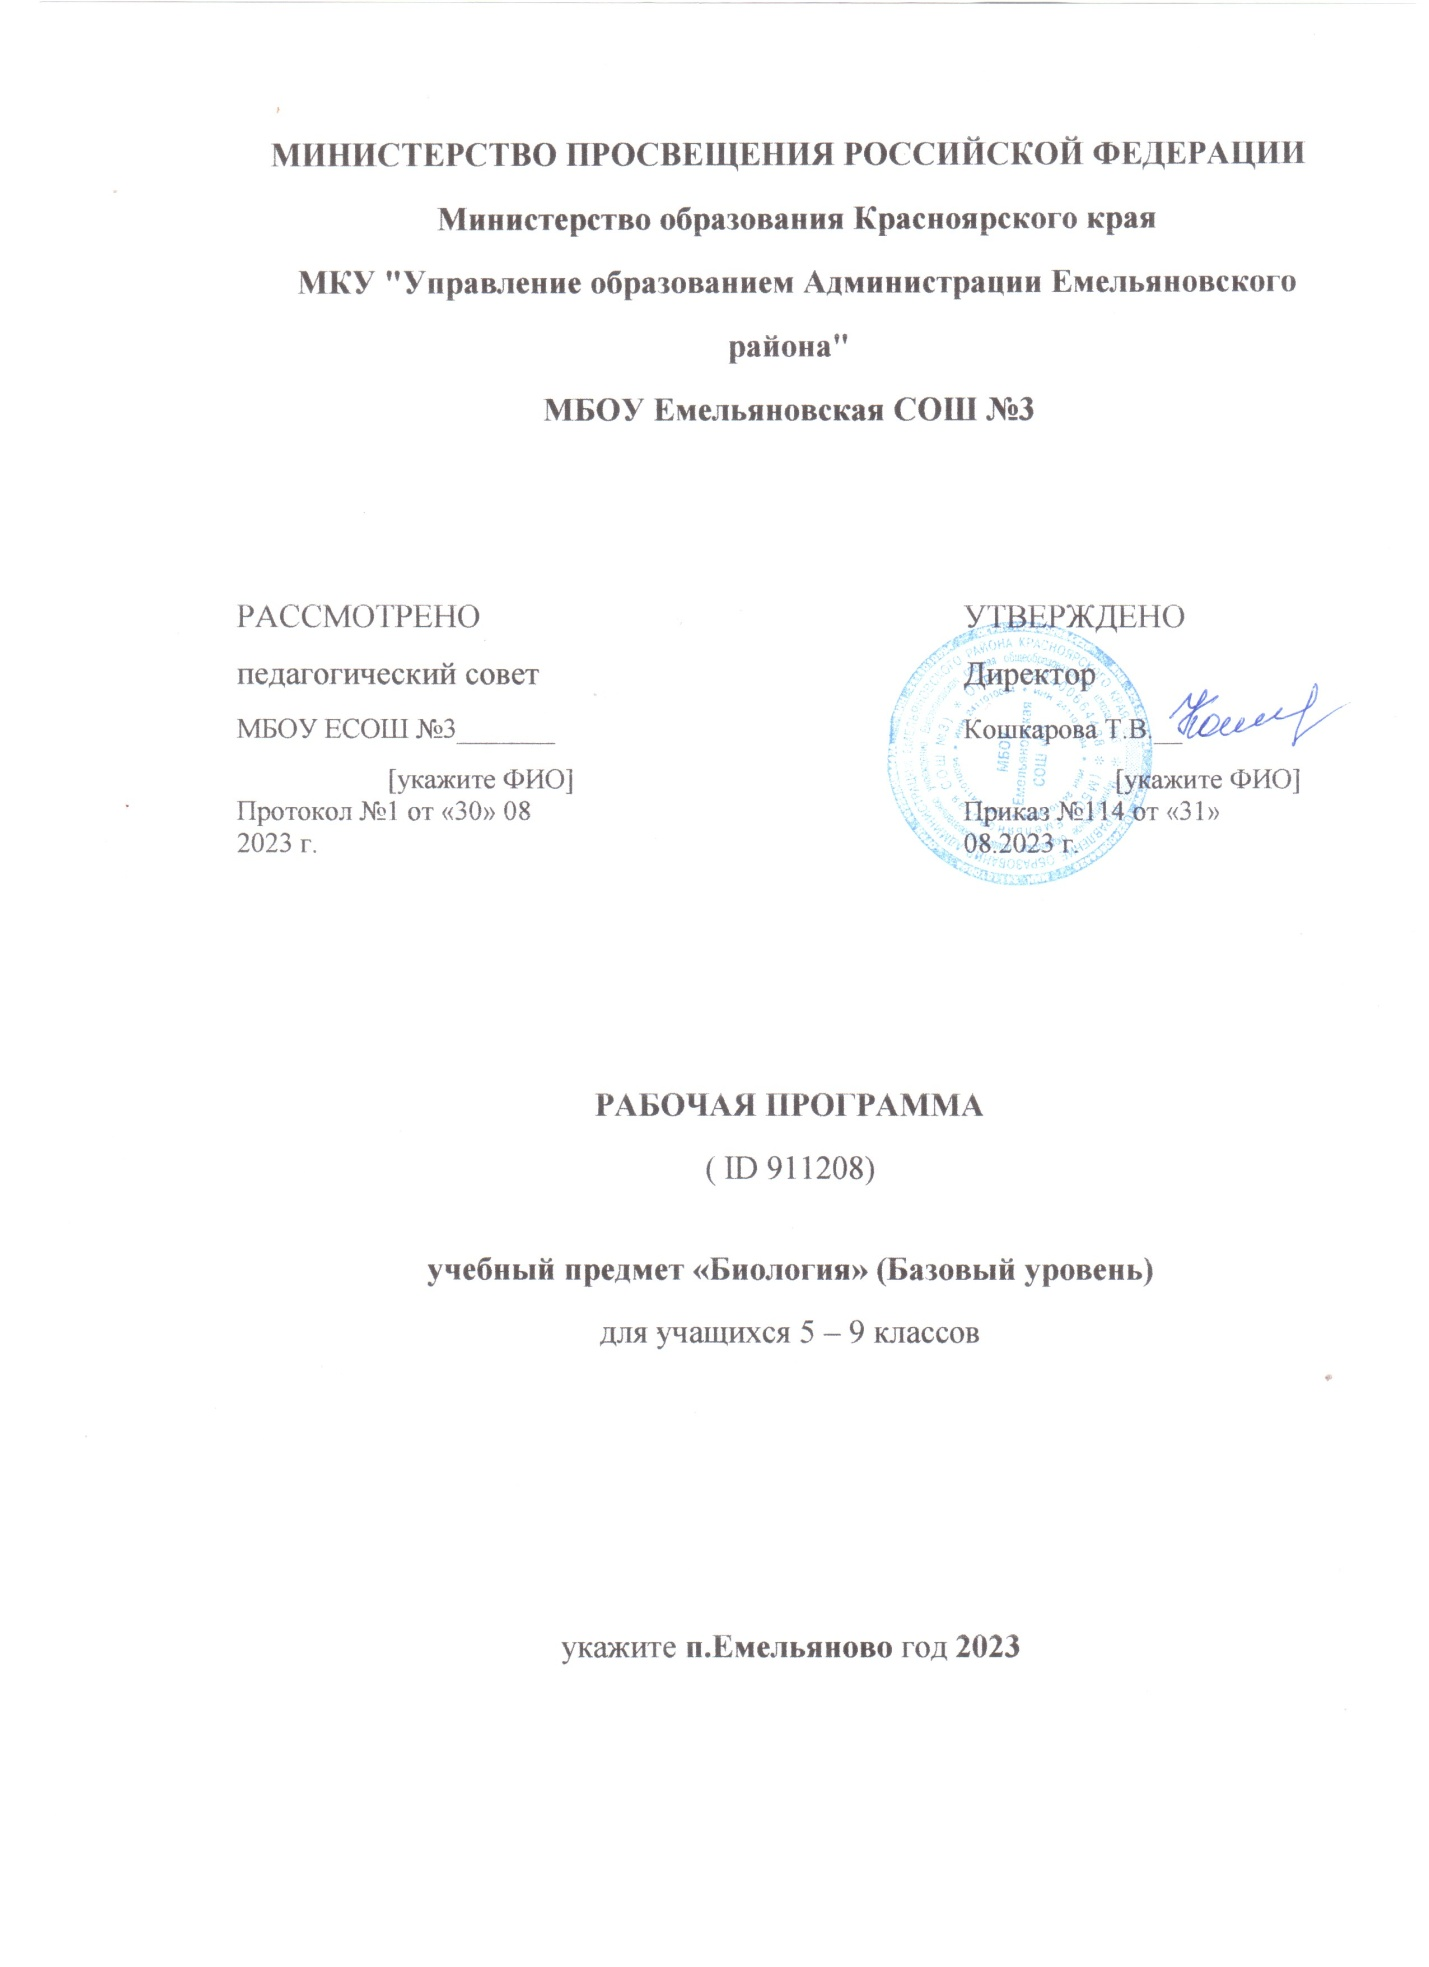 МИНИСТЕРСТВО ПРОСВЕЩЕНИЯ РОССИЙСКОЙ ФЕДЕРАЦИИ
Министерство образования Красноярского края
МКУ "Управление образованием Администрации Емельяновского
района"
МБОУ Емельяновская СОШ №3
РАССМОТРЕНО
педагогический совет
МБОУ ЕСОШ №3_______
[укажите ФИО]
Протокол №1 от «30» 08
2023 г.
УТВЕРЖДЕНО
Директор
Кошкарова Т.В.__
[укажите ФИО]
Приказ №114 от «31»
08.2023 г.
МБОУ
Емельяновская
СОШ
РАБОЧАЯ ПРОГРАММА
( ID 911208)
учебный предмет «Биология» (Базовый уровень)
для учащихся 5 – 9 классов
укажите п.Емельяново год 2023